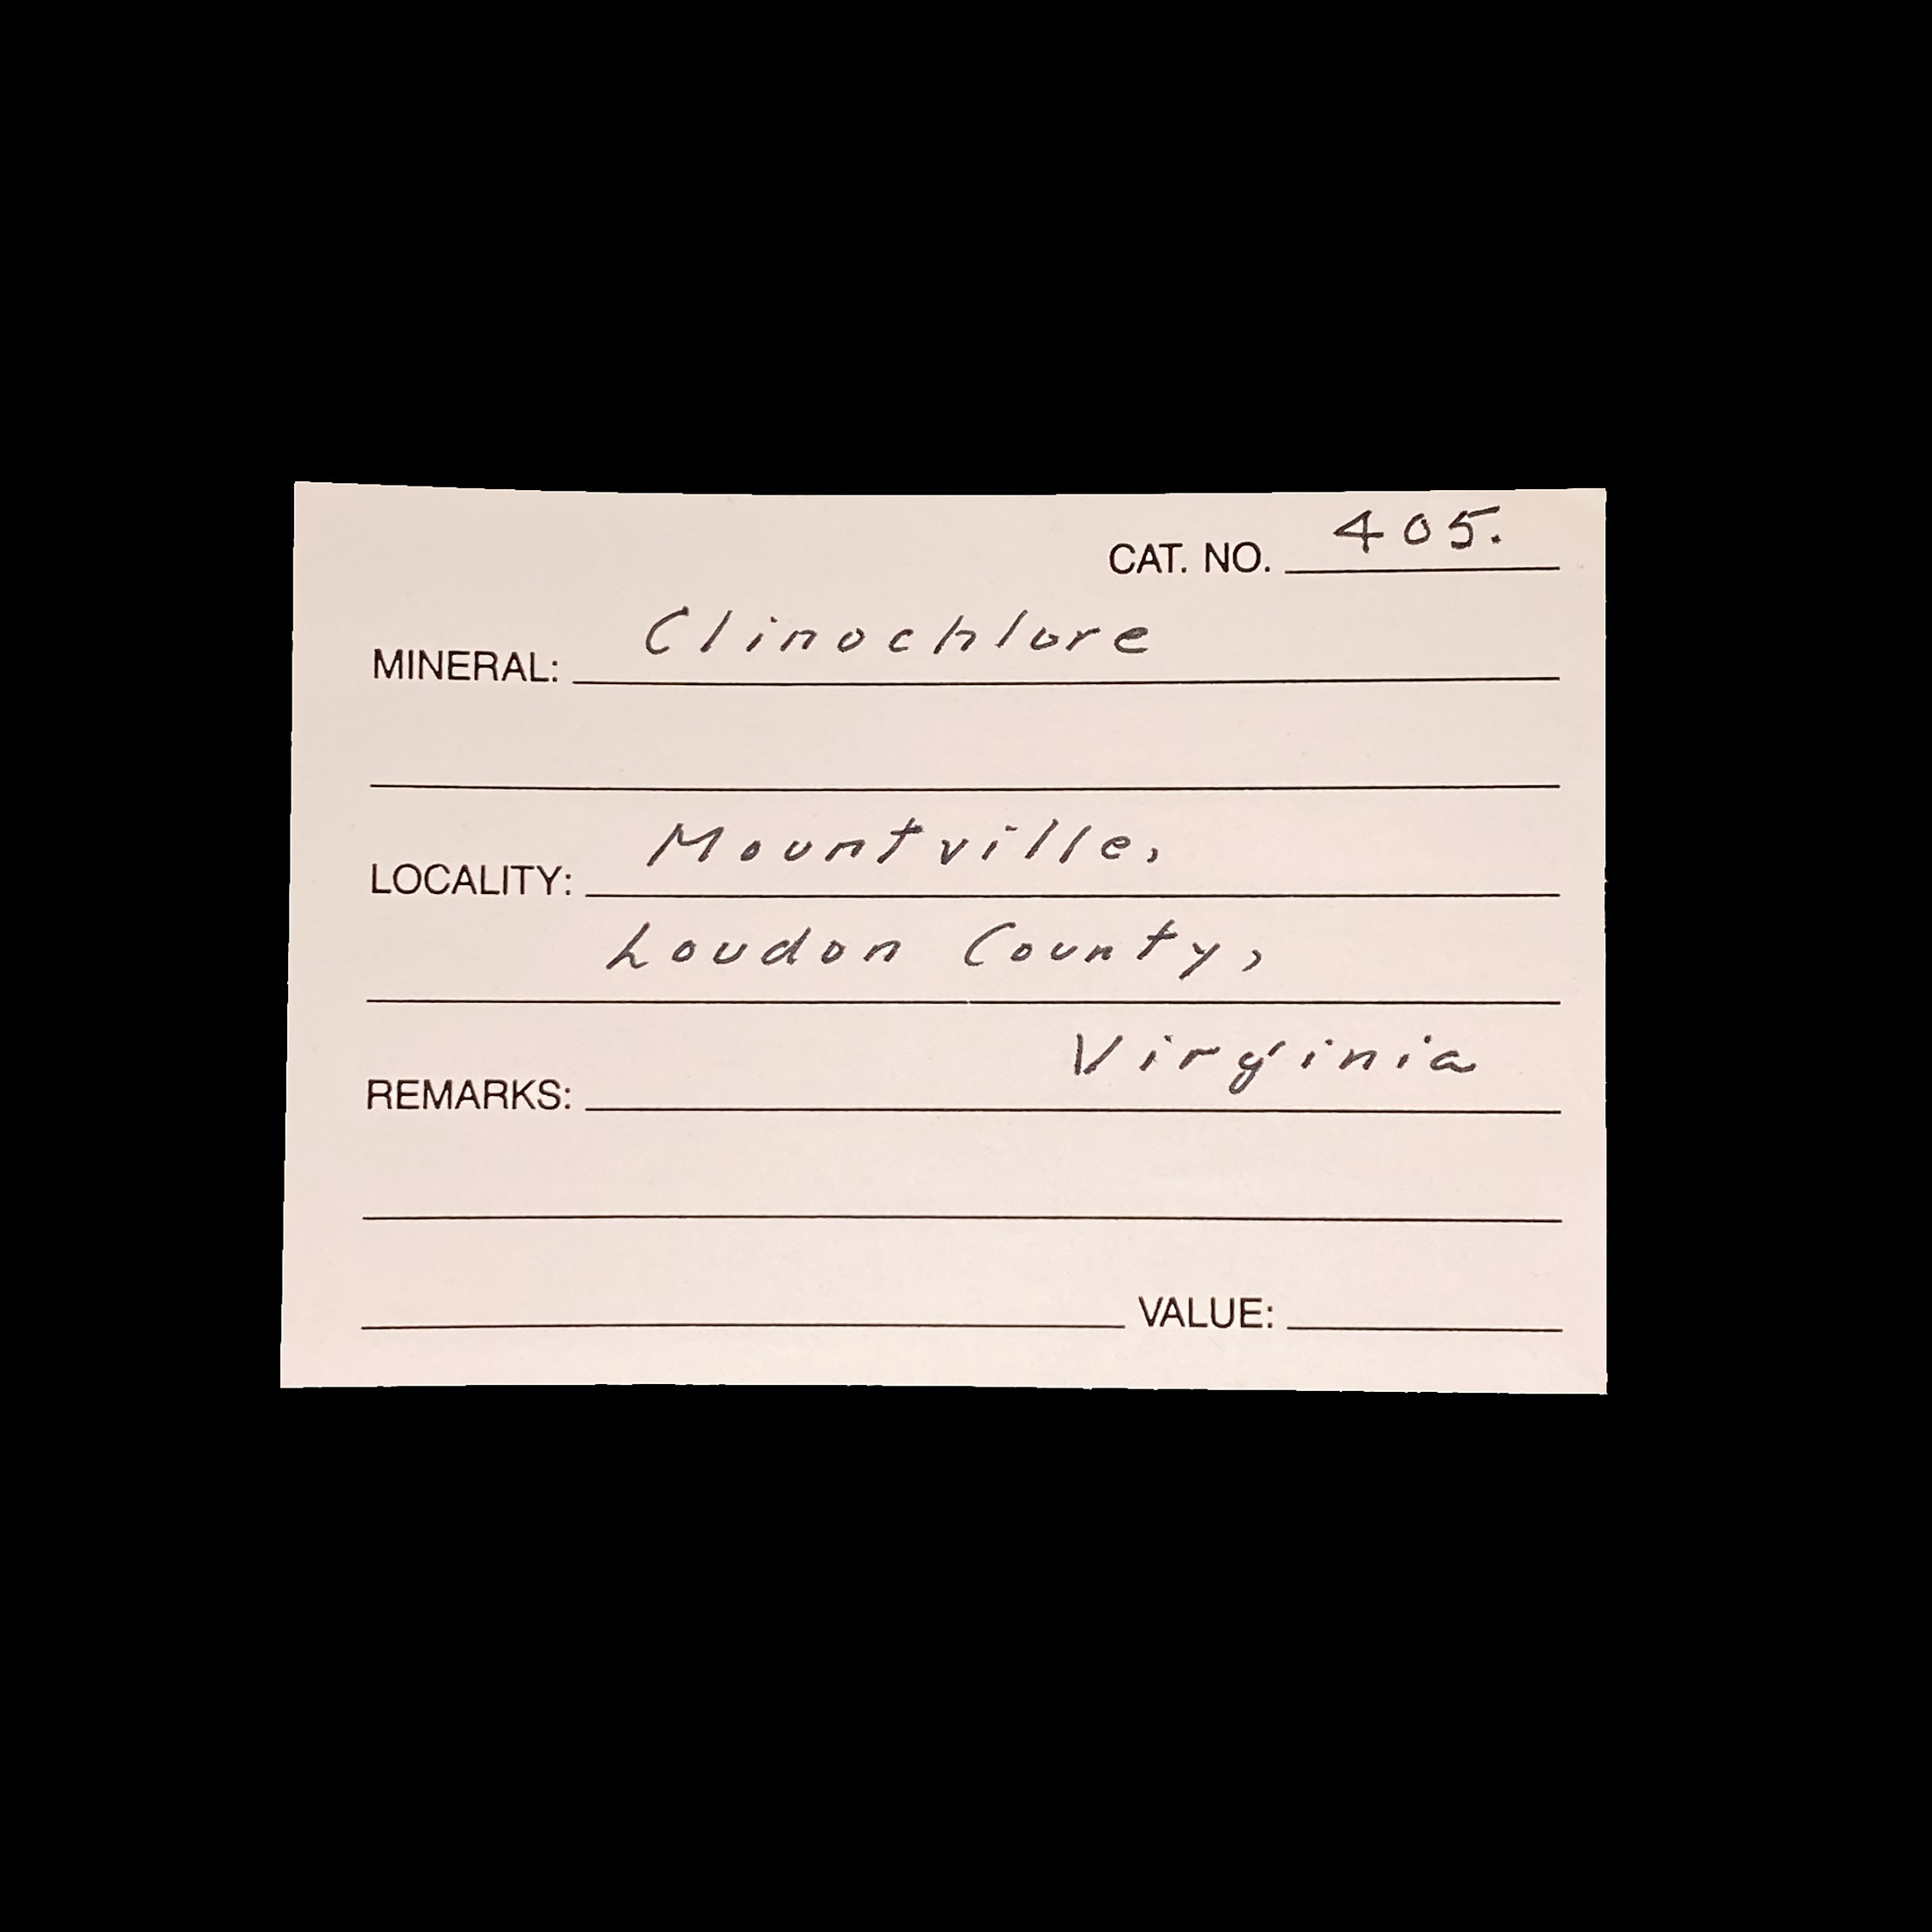 CAT. NO. 405.
MINERAL: Clinochlore
LOCALITY: Mountville,
Loudon County,
REMARKS: Virginia
VALUE: